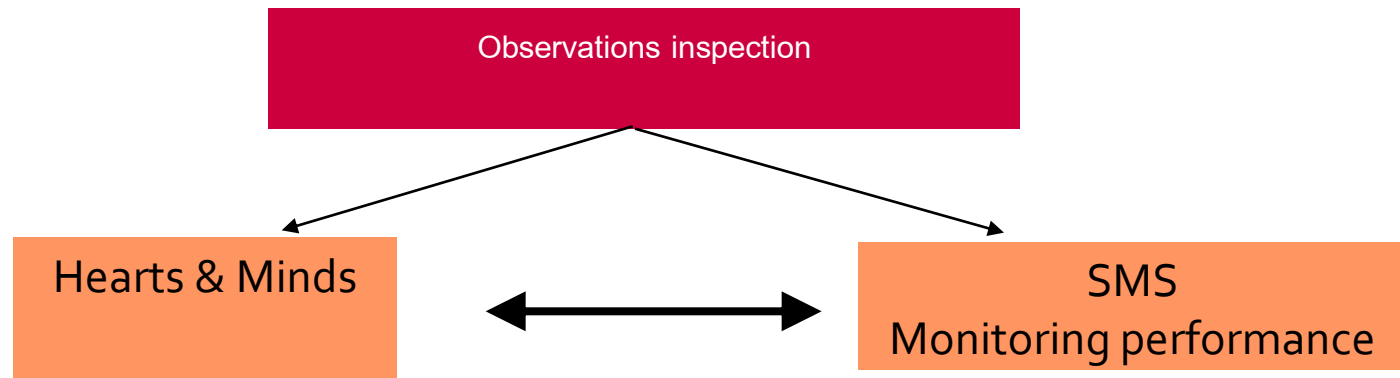 Observations inspection
Hearts & Minds
SMS
Monitoring performance